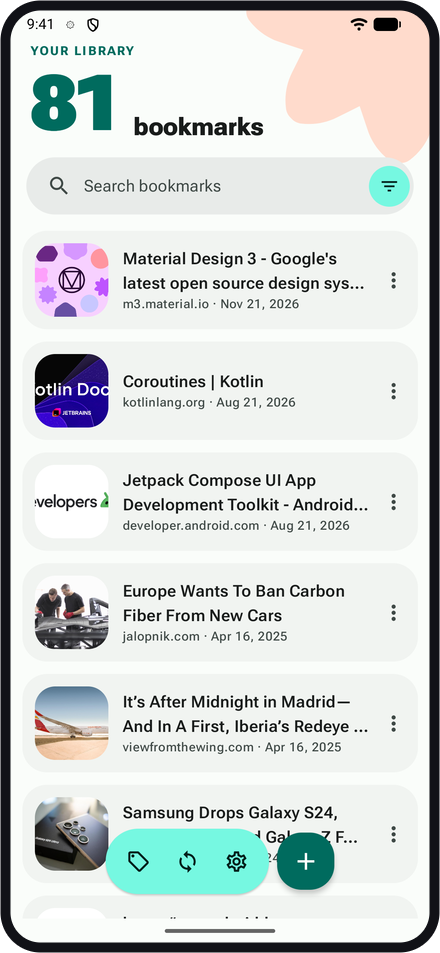 9:41
YOUR LIBRARY
81 bookmarks
Search bookmarks
Material Design 3 - Google's
latest open source design sys...
m3.material.io · Nov 21, 2026
otlin Doc
JETBRAINS
Coroutines | Kotlin
kotlinlang.org · Aug 21, 2026
evelopers
Jetpack Compose UI App
Development Toolkit - Android...
developer.android.com · Aug 21, 2026
Europe Wants To Ban Carbon
Fiber From New Cars
jalopnik.com · Apr 16, 2025
It’s After Midnight in Madrid—
And In A First, Iberia’s Redeye ...
viewfromthewing.com · Apr 16, 2025
Samsung Drops Galaxy S24,